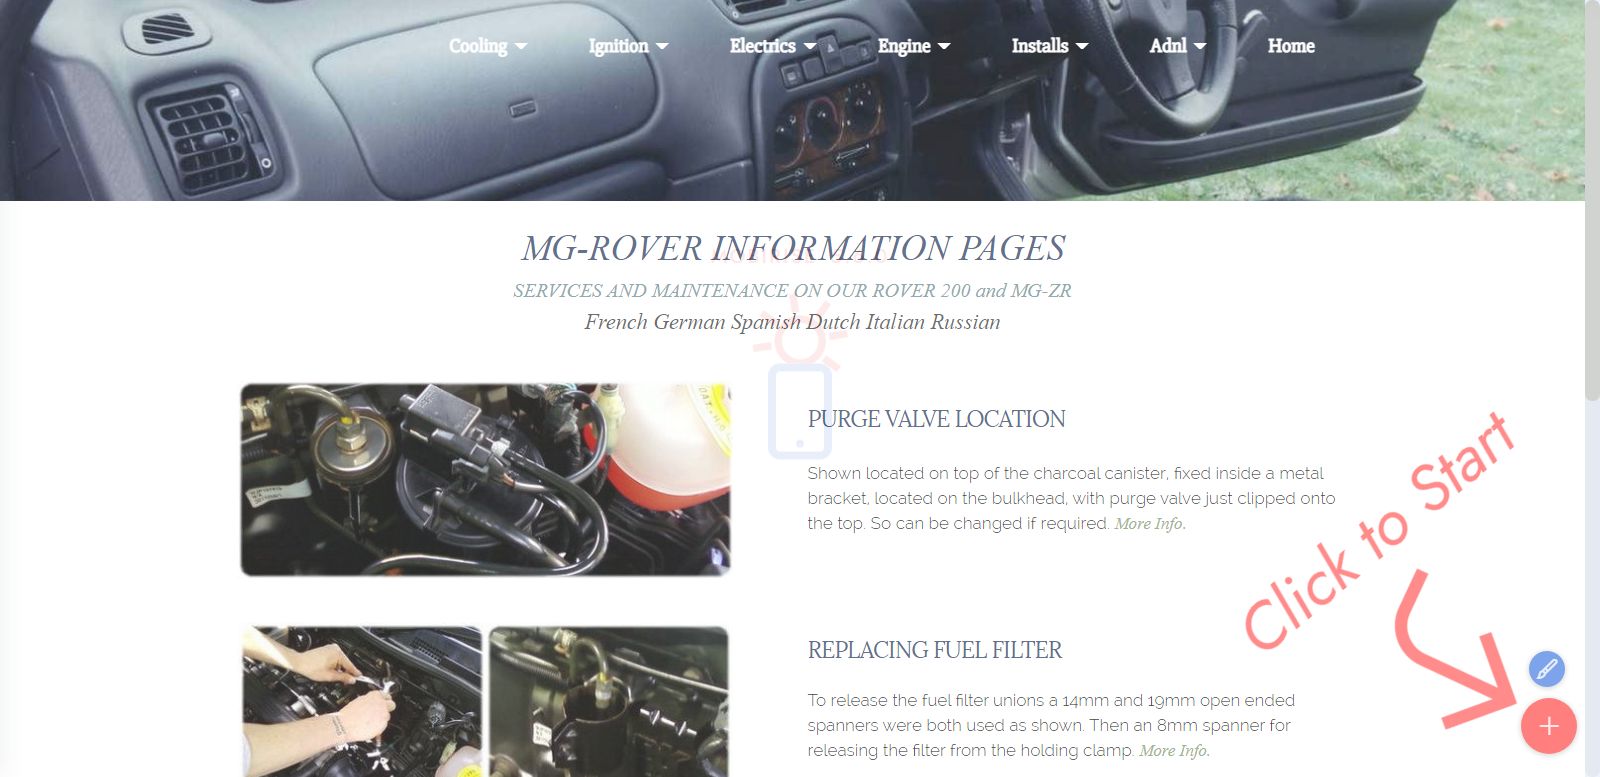 Cooling Ignition Electrics Engine Installs Adnl Home
MG-ROVER INFORMATION PAGES
SERVICES AND MAINTENANCE ON OUR ROVER 200 and MG-ZR
French German Spanish Dutch Italian Russian
PURGE VALVE LOCATION
Shown located on top of the charcoal canister, fixed inside a metal
bracket, located on the bulkhead, with purge valve just clipped onto
the top. So can be changed if required. More Info.
Click to Start
REPLACING FUEL FILTER
To release the fuel filter unions a 14mm and 19mm open ended
spanners were both used as shown. Then an 8mm spanner for
releasing the filter from the holding clamp. More Info.